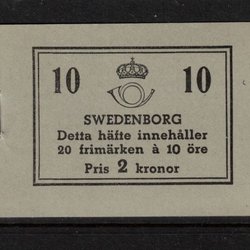 10 10
SWEDENBORG
Detta häfte innehåller
20 frimärken à 10 öre
Pris 2 kronor